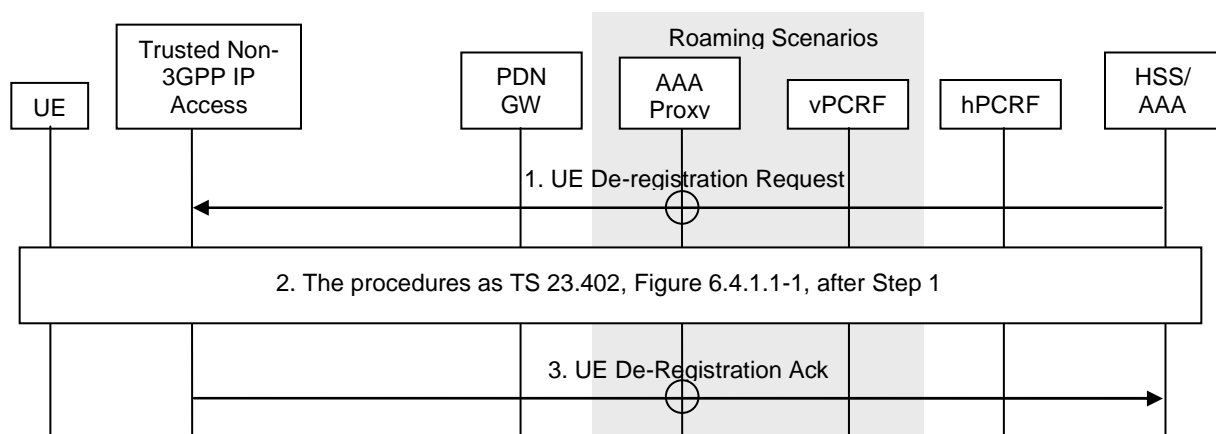 Roaming Scenarios
UE
Trusted Non-
3GPP IP
Access
PDN
GW
AAA
Proxy
vPCRF
hPCRF
HSS/
AAA
1. UE De-registration Request
2. The procedures as TS 23.402, Figure 6.4.1.1-1, after Step 1
3. UE De-Registration Ack